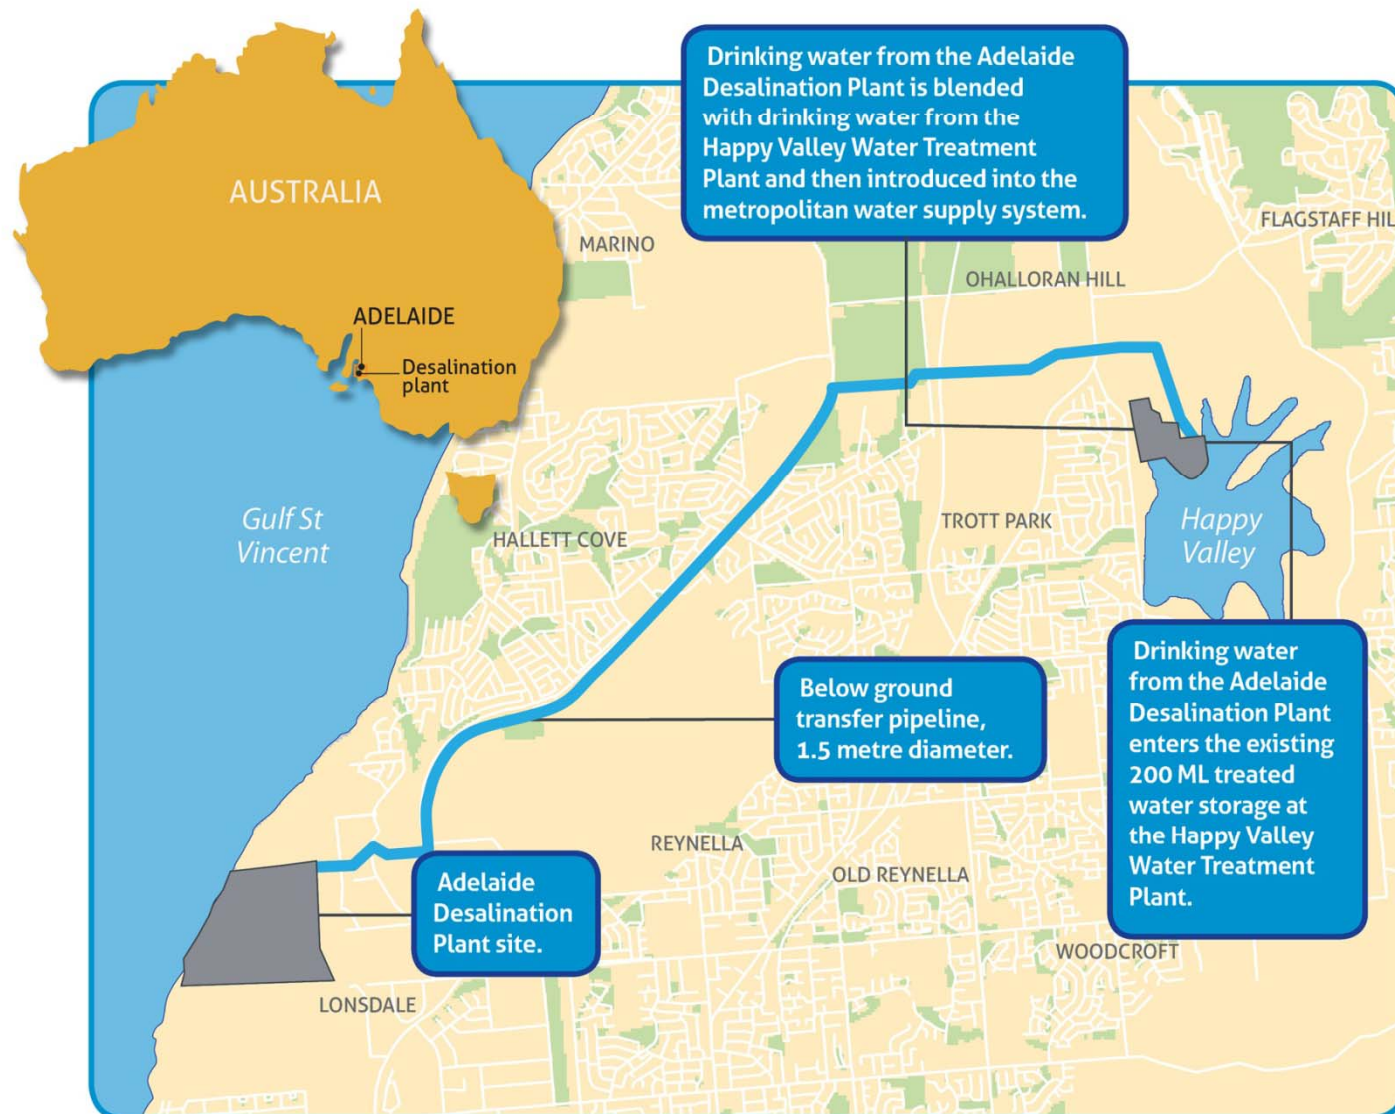 Drinking water from the Adelaide
Desalination Plant is blended
with drinking water from the
Happy Valley Water Treatment
Plant and then introduced into the
metropolitan water supply system.
AUSTRALIA
ADELAIDE
Desalination
plant
MARINO
FLAGSTAFF HIL
OHALLORAN HILL
Gulf St
Vincent
HALLETT COVE
TROTT PARK
Happy
Valley
Below ground
transfer pipeline,
1.5 metre diameter.
Drinking water
from the Adelaide
Desalination Plant
enters the existing
200 ML treated
water storage at
the Happy Valley
Water Treatment
Plant.
REYNELLA
OLD REYNELLA
Adelaide
Desalination
Plant site.
WOODCROFT
LONSDALE